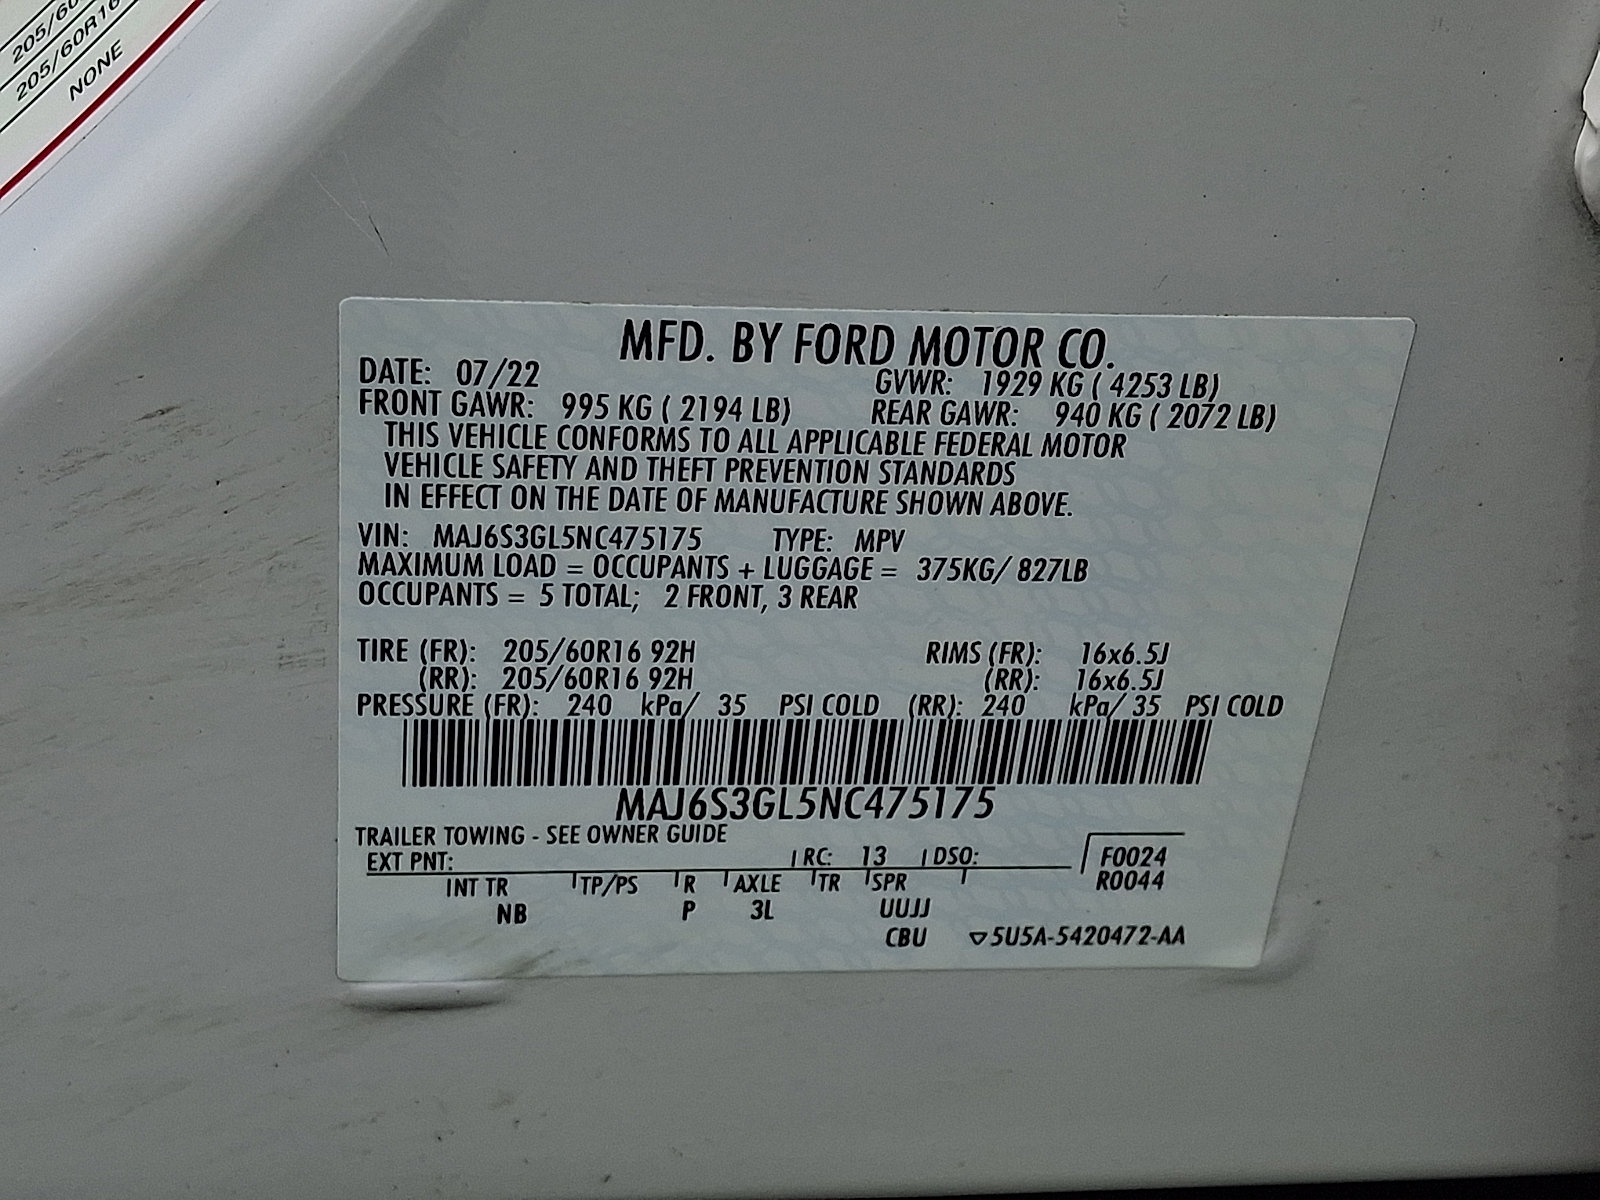 205/60
205/60R16
NONE
MFD. BY FORD MOTOR CO.
DATE: 07/22 GVWR: 1929 KG ( 4253 LB)
FRONT GAWR: 995 KG ( 2194 LB) REAR GAWR: 940 KG ( 2072 LB)
THIS VEHICLE CONFORMS TO ALL APPLICABLE FEDERAL MOTOR
VEHICLE SAFETY AND THEFT PREVENTION STANDARDS
IN EFFECT ON THE DATE OF MANUFACTURE SHOWN ABOVE.
VIN: MAJ6S3GL5NC475175 TYPE: MPV
MAXIMUM LOAD = OCCUPANTS + LUGGAGE = 375KG/ 827LB
OCCUPANTS = 5 TOTAL; 2 FRONT, 3 REAR
TIRE (FR): 205/60R16 92H RIMS (FR): 16x6.5J
(RR): 205/60R16 92H (RR): 16x6.5J
PRESSURE (FR): 240 kPa/ 35 PSI COLD (RR): 240 kPa/ 35 PSI COLD
MAJ6S3GL5NC475175
TRAILER TOWING - SEE OWNER GUIDE
EXT PNT: RC: 13 DSO: F0024
INT TR TP/PS R AXLE TR SPR R0044
NB P 3L UUJJ
CBU ▽5U5A-5420472-AA